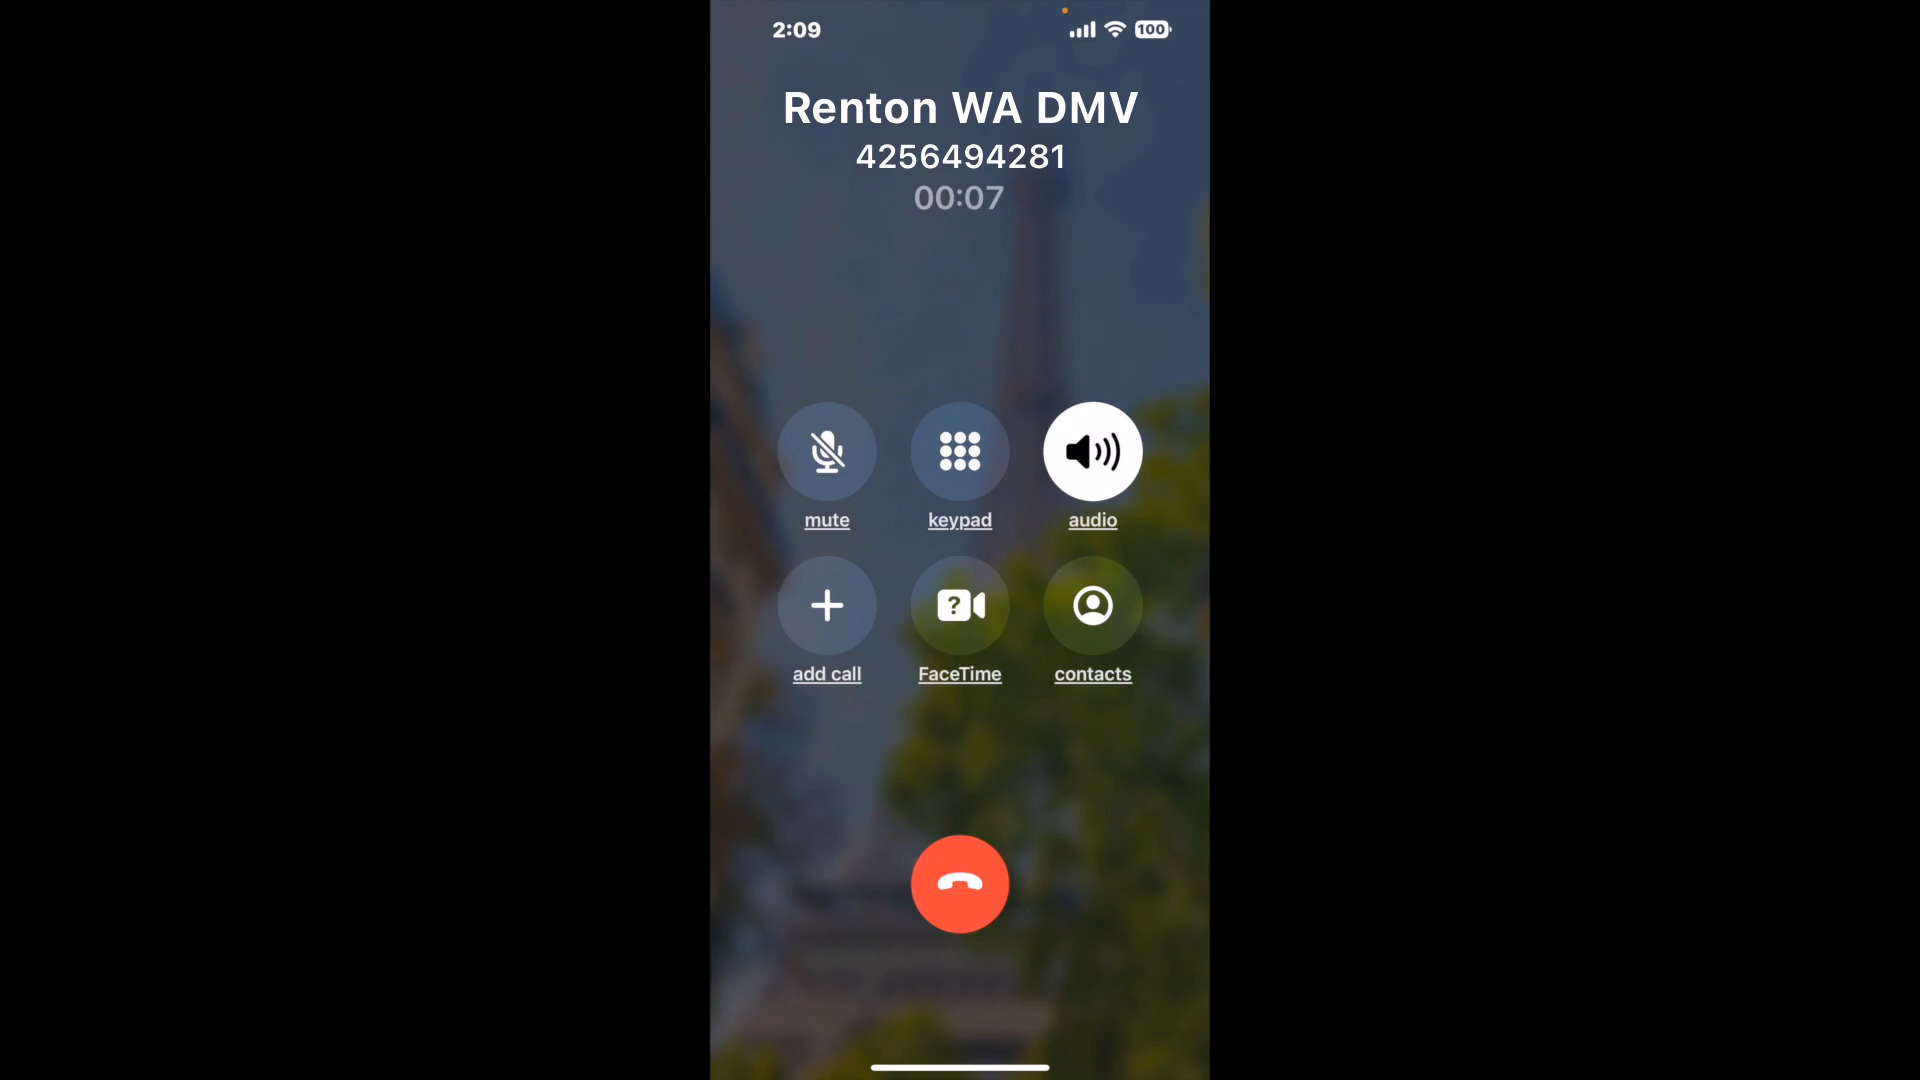 2:09
100
Renton WA DMV
4256494281
00:07
mute
keypad
audio
?
add call
FaceTime
contacts